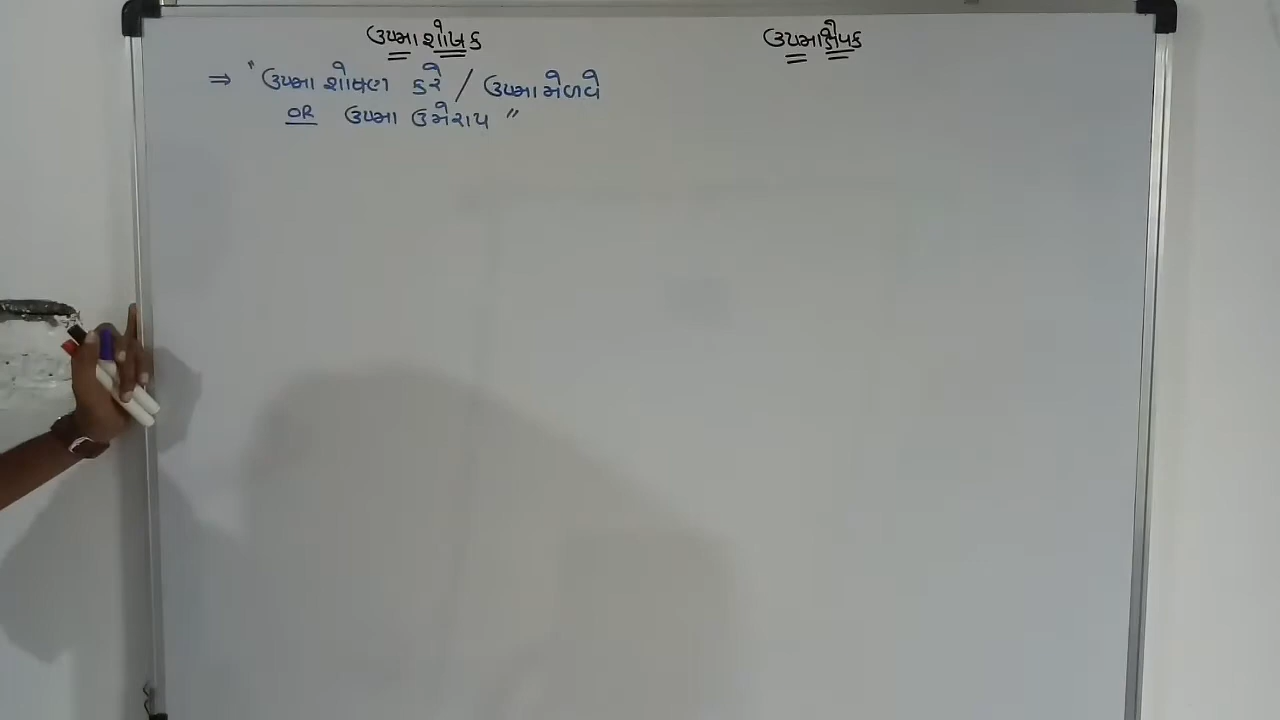 ઉષ્માશોષક ઉષ્માક્ષેપક
⇒ "ઉષ્મા શોષણ કરે / ઉષ્મા મેળવે
OR ઉષ્મા ઉમેરાય"